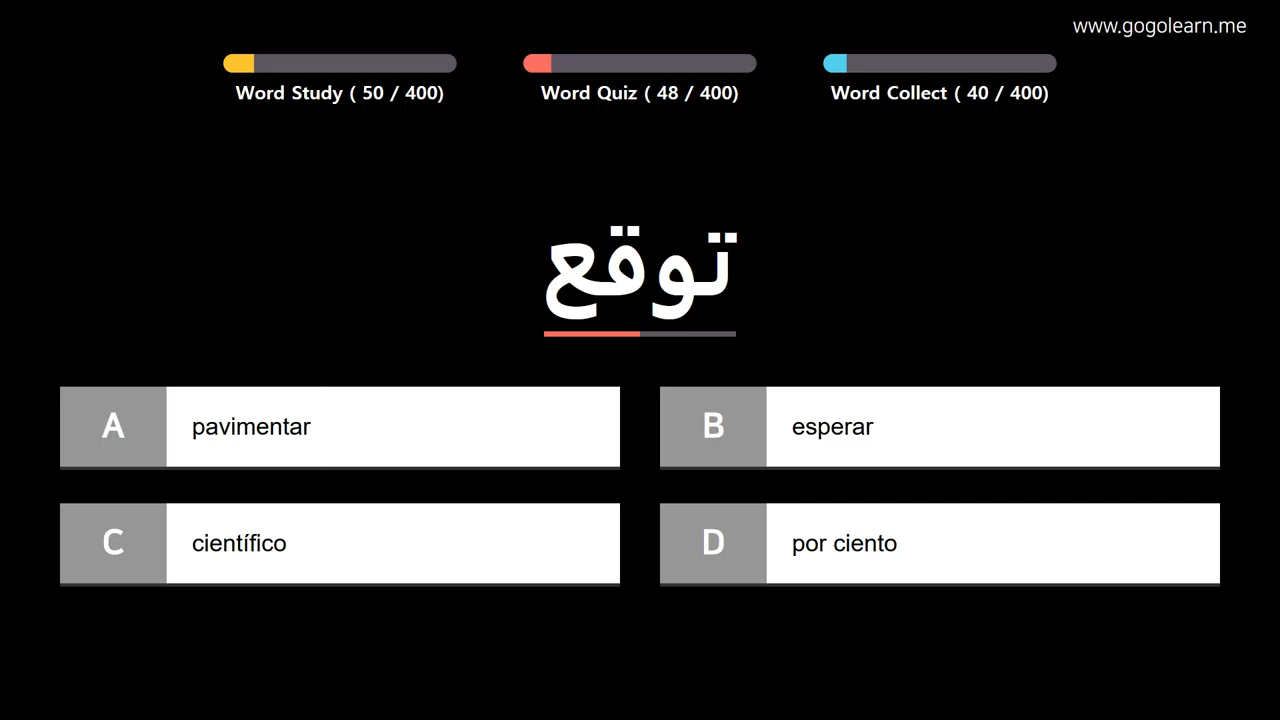 www.gogolearn.me
Word Study ( 50 / 400)
Word Quiz ( 48 / 400)
Word Collect ( 40 / 400)
توقع
A pavimentar
B esperar
C científico
D por ciento